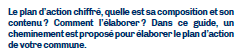 Le plan d'action chiffré, quelle est sa composition et son
contenu ? Comment l'élaborer ? Dans ce guide, un
cheminement est proposé pour élaborer le plan d'action
de votre commune.